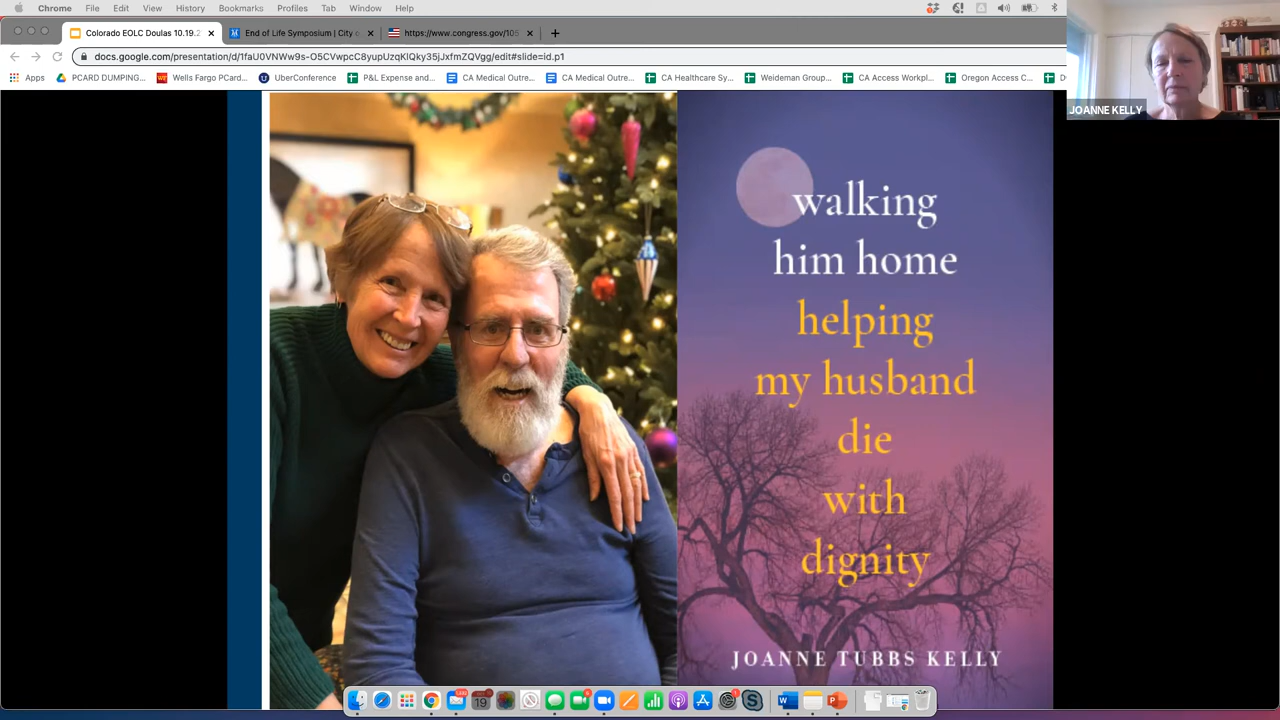 Chrome File Edit View History Bookmarks Profiles Tab Window Help
Colorado EOLC Doulas 10.19.2
End of Life Symposium | City o
https://www.congress.gov/105
docs.google.com/presentation/d/1faU0VNWw9s-O5CVwpcC8yupUzqKlQky35jJxfmZQVgg/edit#slide=id.p1
Apps PCARD DUMPING... Wells Fargo PCard... UberConference P&L Expense and... CA Medical Outre... CA Medical Outre... CA Healthcare Sy... Weideman Group... CA Access Workpl... Oregon Access C...
JOANNE KELLY
walking
him home
helping
my husband
die
with
dignity
JOANNE TUBBS KELLY
19